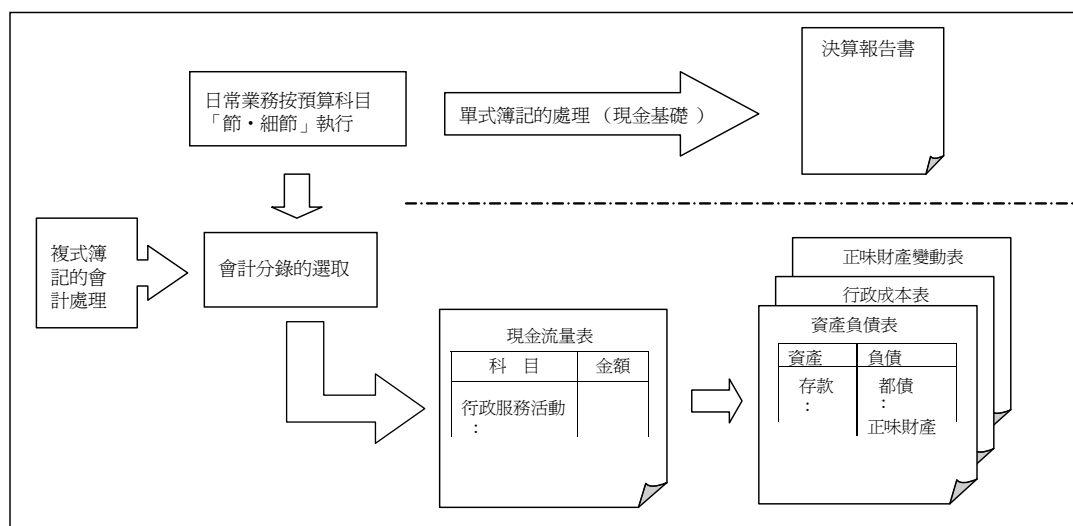 決算報告書
日常業務按預算科目
「節・細節」執行
單式簿記的處理（現金基礎 ）
複式簿
記的會
計處理
會計分錄的選取
正味財產變動表
行政成本表
資產負債表
資產 負債
存款 都債
： ：
正味財產
現金流量表
科 目 金額
行政服務活動
：